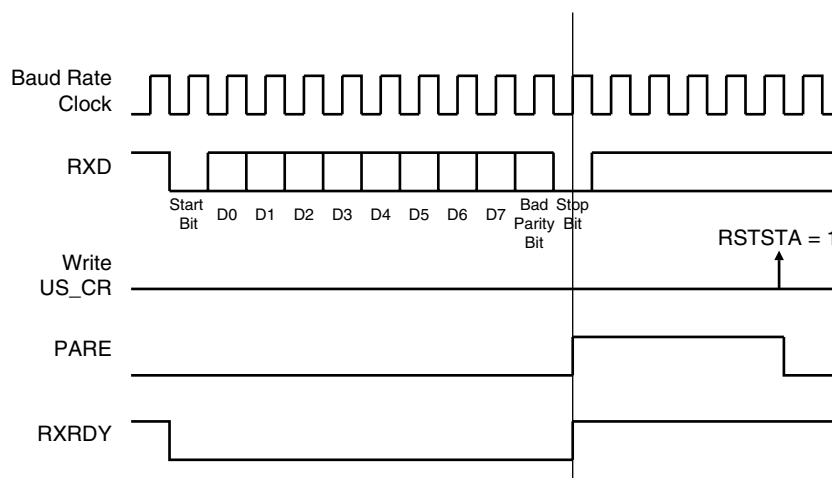 Baud Rate
Clock
RXD
Start
Bit
D0 D1 D2 D3 D4 D5 D6 D7
Bad
Parity
Bit
Stop
Bit
RSTSTA = 1
Write
US_CR
PARE
RXRDY